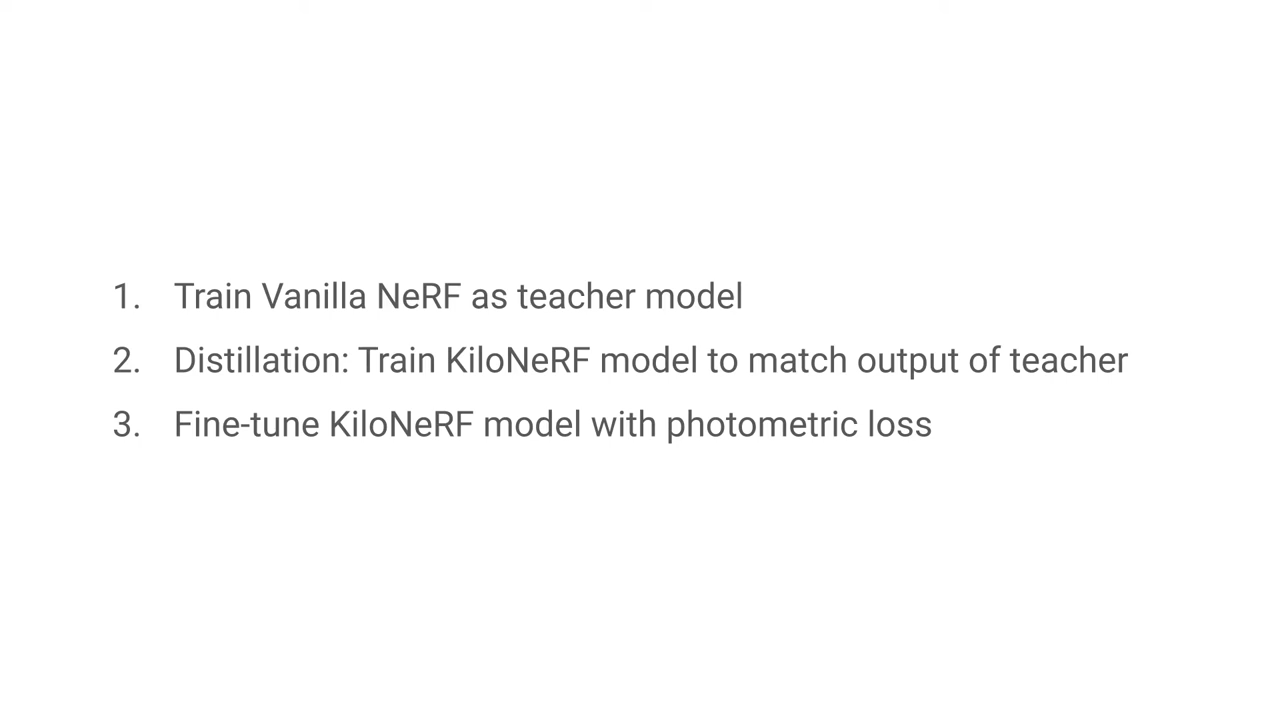 1. Train Vanilla NeRF as teacher model
2. Distillation: Train KiloNeRF model to match output of teacher
3. Fine-tune KiloNeRF model with photometric loss